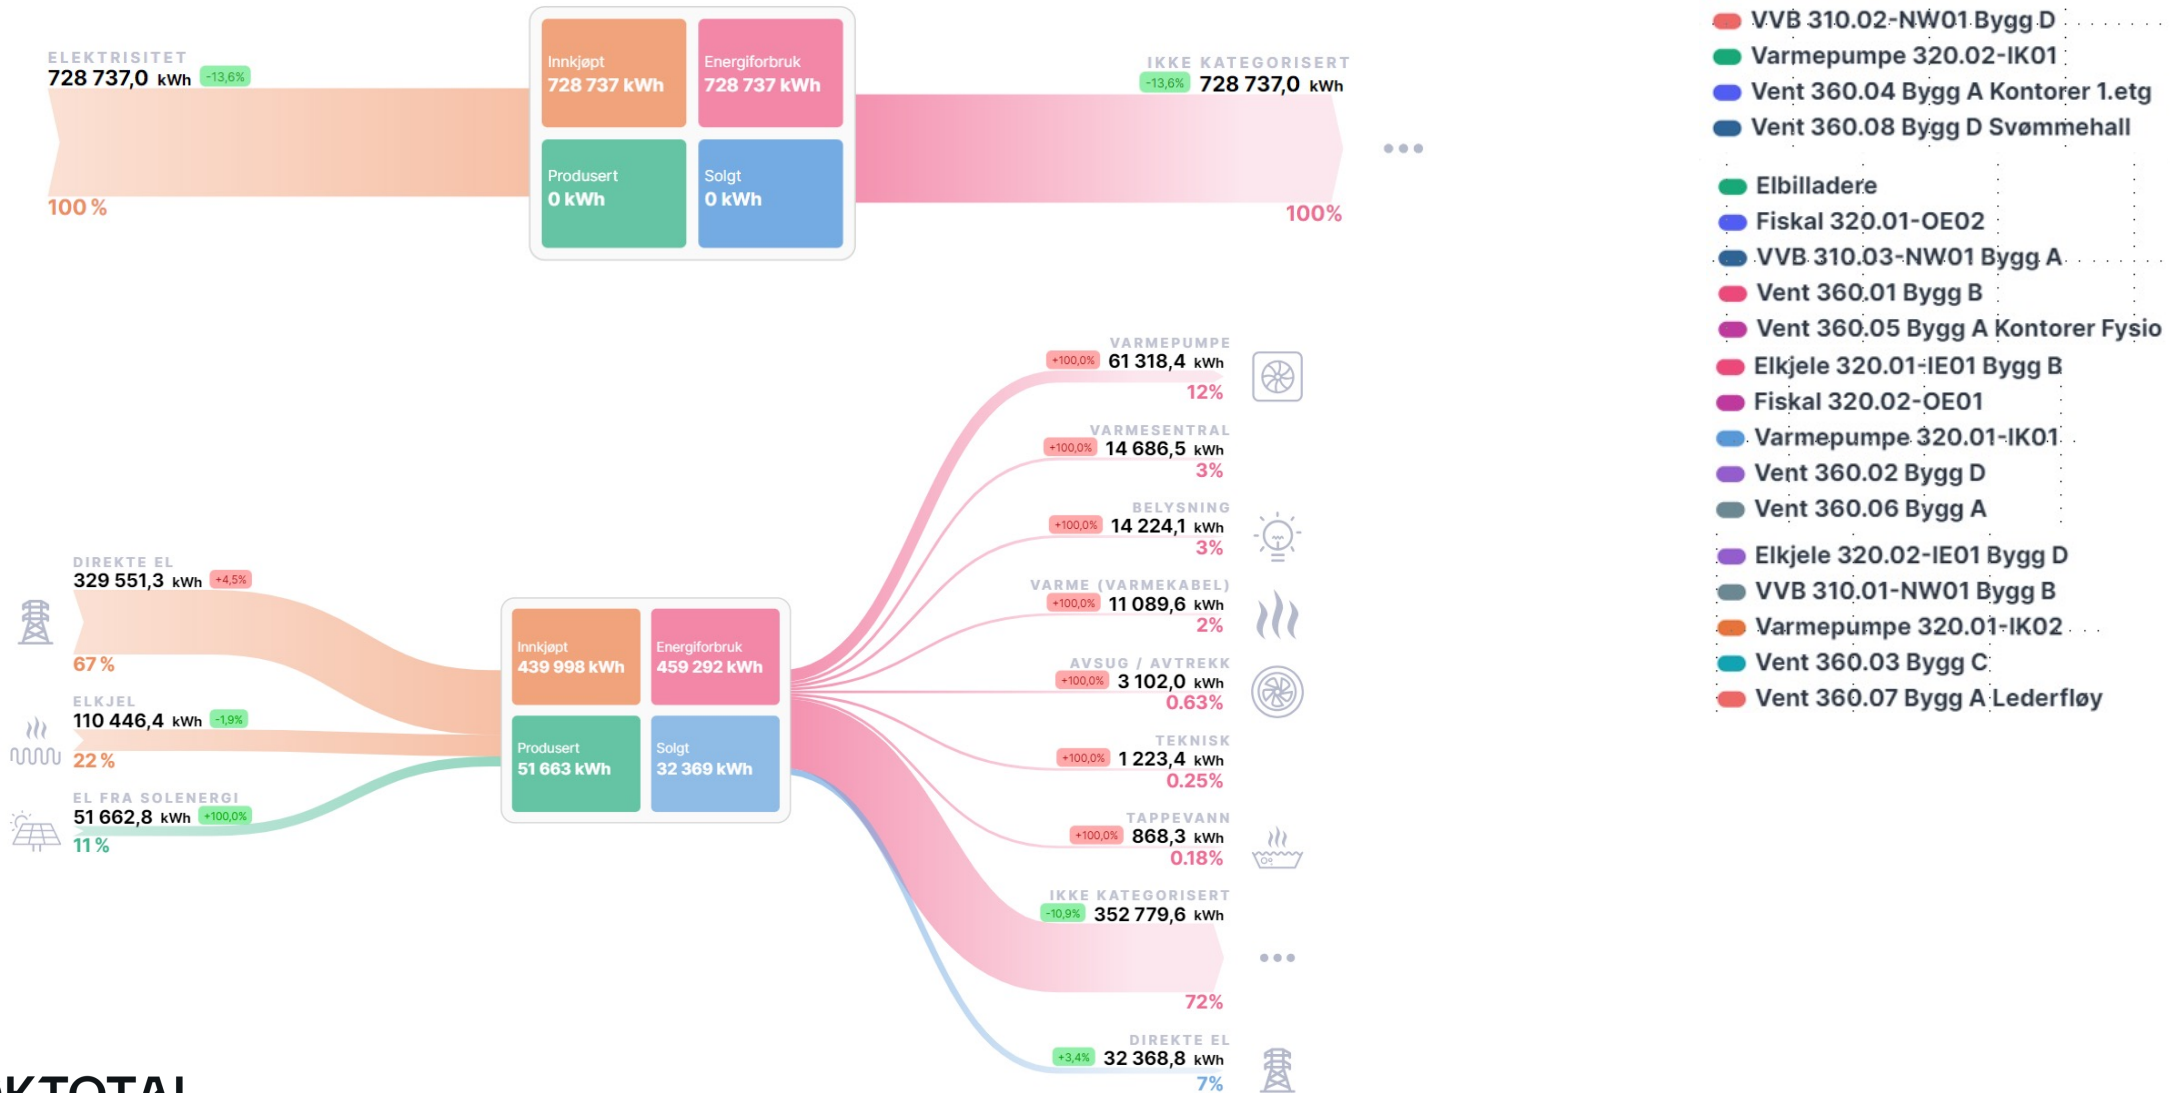 ELEKTRISITET
728 737,0 kWh -13,6%
100 %
Innkjøpt
728 737 kWh
Energiforbruk
728 737 kWh
Produsert
0 kWh
Solgt
0 kWh
IKKE KATEGORISERT
-13,6% 728 737,0 kWh
100%
DIREKTE EL
329 551,3 kWh +4,5%
67 %
ELKJEL
110 446,4 kWh -1,9%
22 %
EL FRA SOLENERGI
51 662,8 kWh +100,0%
11 %
Innkjøpt
439 998 kWh
Energiforbruk
459 292 kWh
Produsert
51 663 kWh
Solgt
32 369 kWh
VARMEPUMPE
+100,0% 61 318,4 kWh
12%
VARMESENTRAL
+100,0% 14 686,5 kWh
3%
BELYSNING
+100,0% 14 224,1 kWh
3%
VARME (VARMEKABEL)
+100,0% 11 089,6 kWh
2%
AVSUG / AVTREKK
+100,0% 3 102,0 kWh
0.63%
TEKNISK
+100,0% 1 223,4 kWh
0.25%
TAPPEVANN
+100,0% 868,3 kWh
0.18%
IKKE KATEGORISERT
-10,9% 352 779,6 kWh
72%
DIREKTE EL
+3,4% 32 368,8 kWh
7%
VVB 310.02-NW01 Bygg D
Varmepumpe 320.02-IK01
Vent 360.04 Bygg A Kontorer 1.etg
Vent 360.08 Bygg D Svømmehall
Elbilladere
Fiskal 320.01-OE02
VVB 310.03-NW01 Bygg A
Vent 360.01 Bygg B
Vent 360.05 Bygg A Kontorer Fysio
Elkjele 320.01-IE01 Bygg B
Fiskal 320.02-OE01
Varmepumpe 320.01-IK01
Vent 360.02 Bygg D
Vent 360.06 Bygg A
Elkjele 320.02-IE01 Bygg D
VVB 310.01-NW01 Bygg B
Varmepumpe 320.01-IK02
Vent 360.03 Bygg C
Vent 360.07 Bygg A Lederfløy